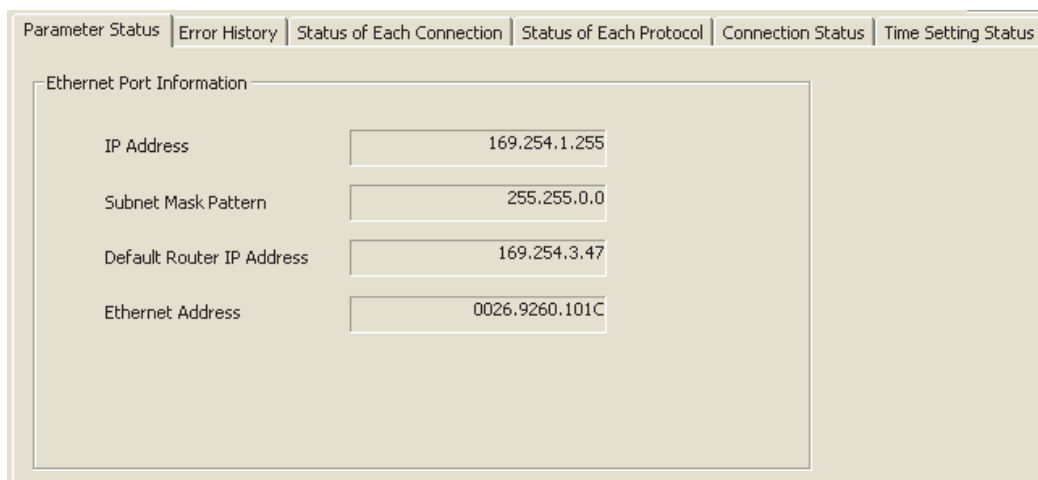 Parameter Status Error History Status of Each Connection Status of Each Protocol Connection Status Time Setting Status
Ethernet Port Information
IP Address 169.254.1.255
Subnet Mask Pattern 255.255.0.0
Default Router IP Address 169.254.3.47
Ethernet Address 0026.9260.101C